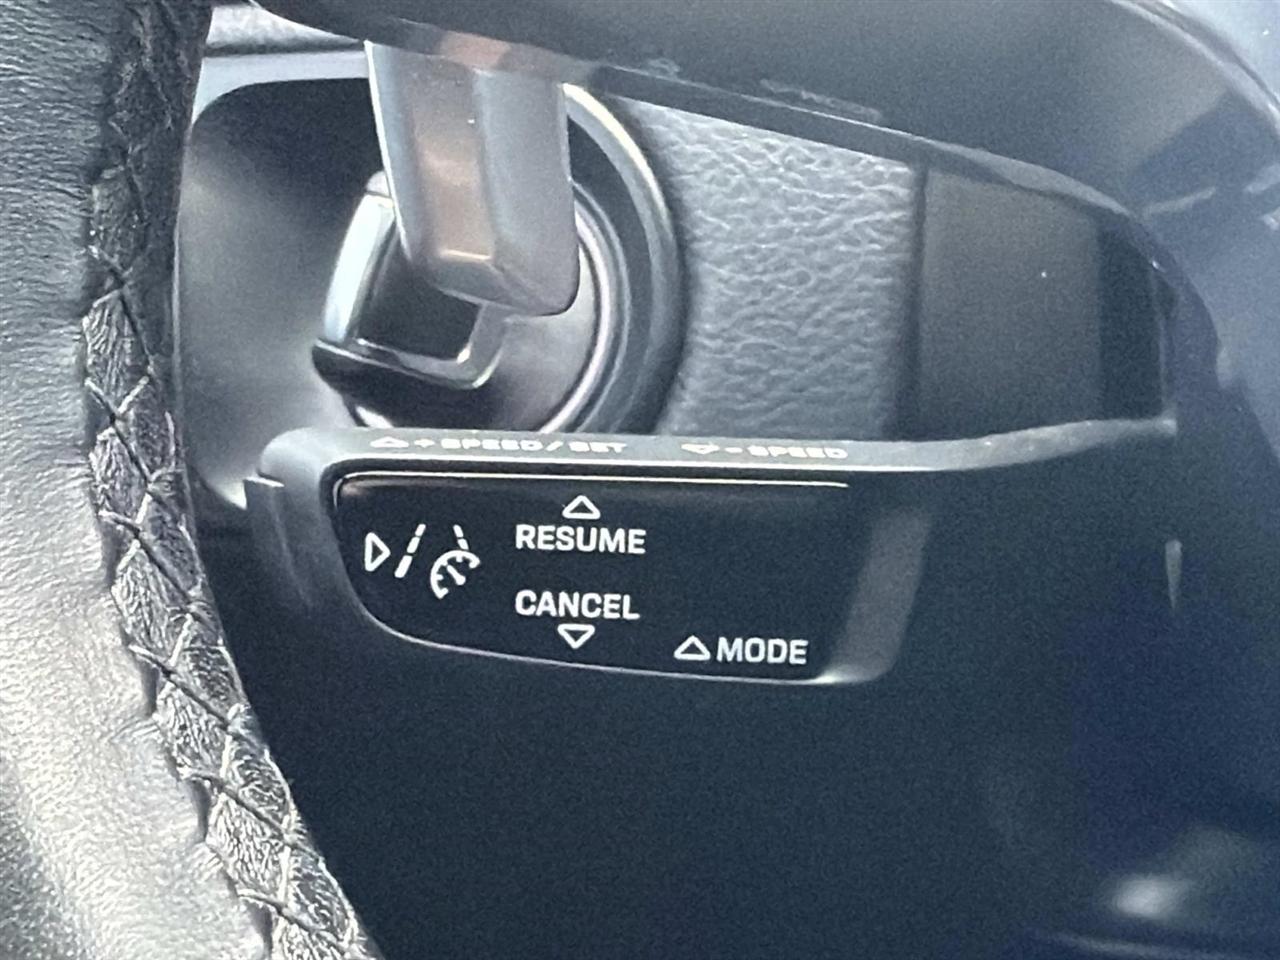 + SPEED / SET - SPEED
RESUME
CANCEL
MODE